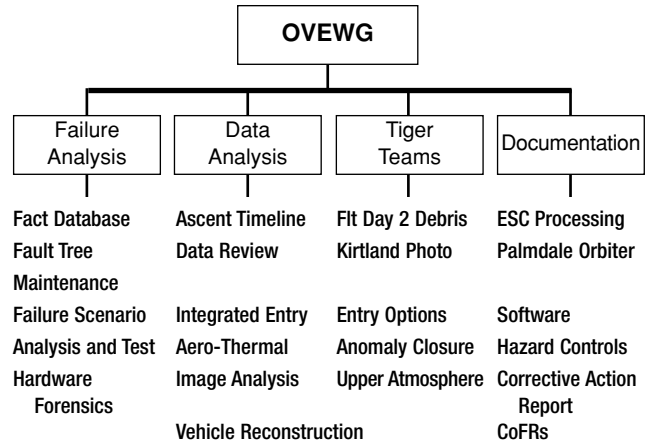 OVEWG
Failure
Analysis
Data
Analysis
Tiger
Teams
Documentation
Fact Database
Fault Tree
Maintenance
Failure Scenario
Analysis and Test
Hardware
Forensics
Ascent Timeline
Data Review
Integrated Entry
Aero-Thermal
Image Analysis
Vehicle Reconstruction
Flt Day 2 Debris
Kirtland Photo
Entry Options
Anomaly Closure
Upper Atmosphere
ESC Processing
Palmdale Orbiter
Software
Hazard Controls
Corrective Action
Report
CoFRs